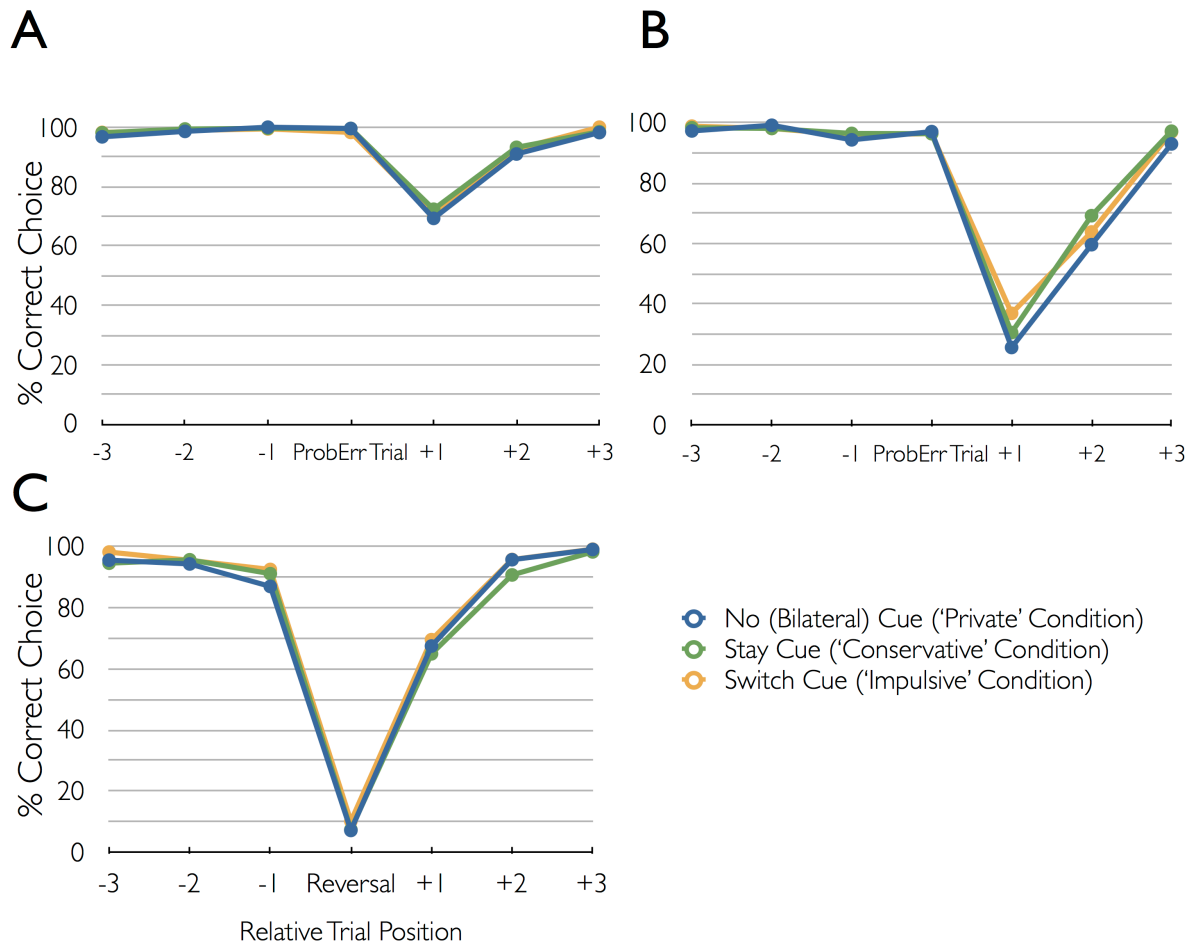 A
100
80
60
40
20
0
% Correct Choice
-3 -2 -1 ProbErr Trial +1 +2 +3
B
100
80
60
40
20
0
-3 -2 -1 ProbErr Trial +1 +2 +3
C
100
80
60
40
20
0
% Correct Choice
-3 -2 -1 Reversal +1 +2 +3
Relative Trial Position
No (Bilateral) Cue (‘Private’ Condition)
Stay Cue (‘Conservative’ Condition)
Switch Cue (‘Impulsive’ Condition)